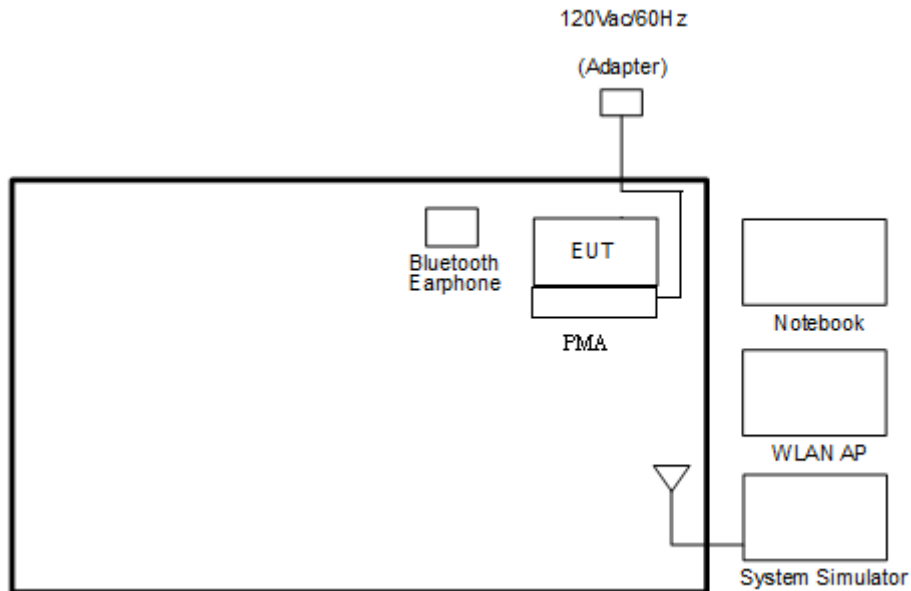 120Vac/60Hz
(Adapter)
EUT
Bluetooth
Earphone
PMA
Notebook
WLAN AP
System Simulator